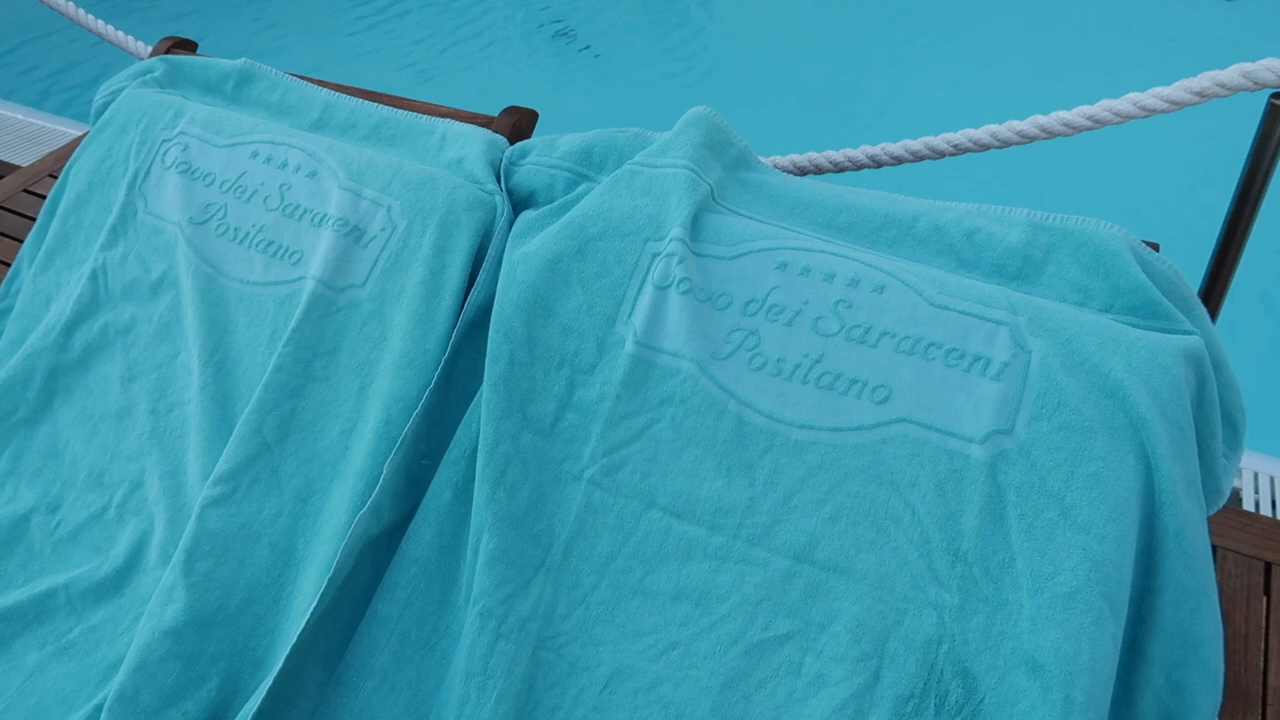 ★★★★★
Covo dei Saraceni
Positano
★★★★★
Covo dei Saraceni
Positano